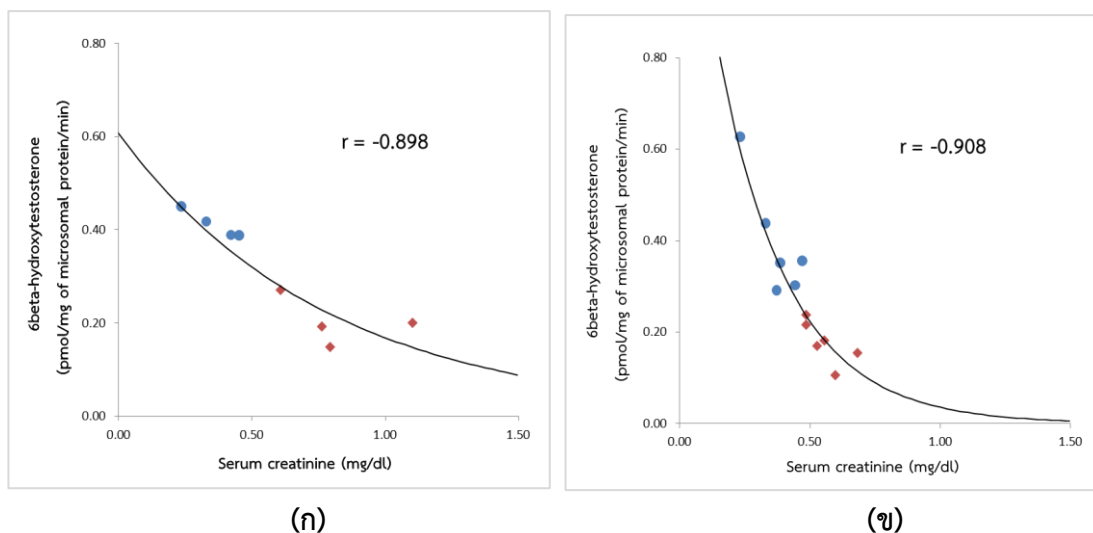 0.80
0.60
0.40
0.20
0.00
0.00
0.50
1.00
1.50
6beta-hydroxytestosterone
(pmol/mg of microsomal protein/min)
Serum creatinine (mg/dl)
r = -0.898
(ก)
0.80
0.60
0.40
0.20
0.00
0.00
0.50
1.00
1.50
6beta-hydroxytestosterone
(pmol/mg of microsomal protein/min)
Serum creatinine (mg/dl)
r = -0.908
(ข)